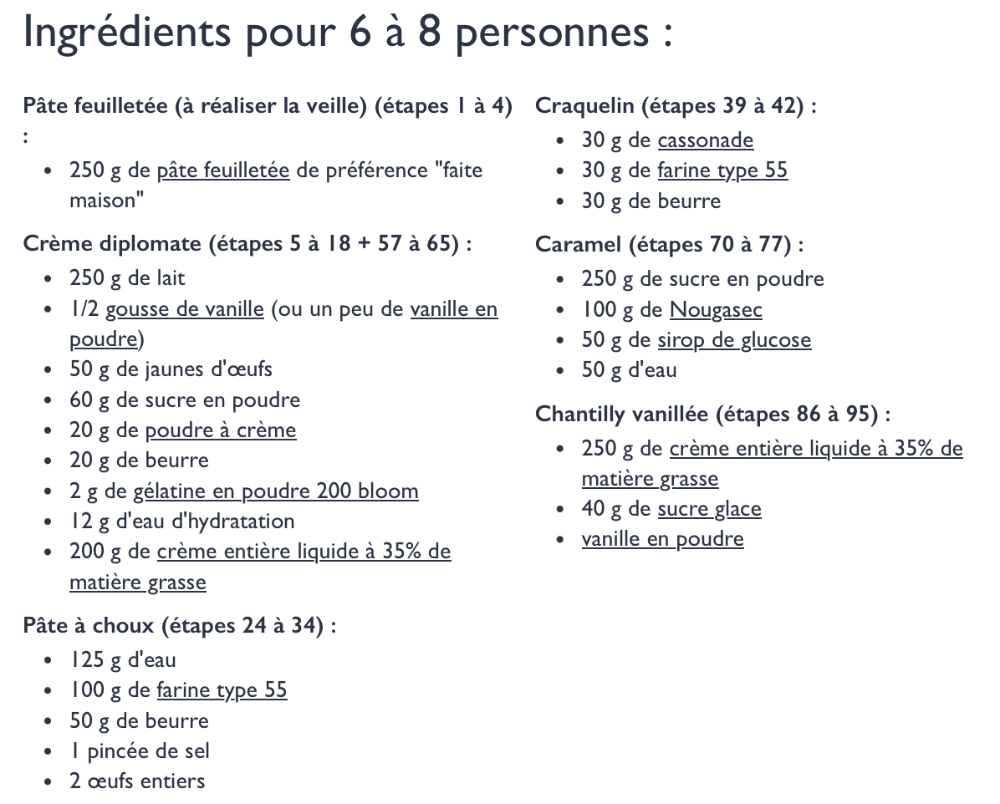 Ingrédients pour 6 à 8 personnes :
Pâte feuilletée (à réaliser la veille) (étapes 1 à 4)
:
• 250 g de pâte feuilletée de préférence "faite
maison"
Crème diplomate (étapes 5 à 18 + 57 à 65) :
• 250 g de lait
• 1/2 gousse de vanille (ou un peu de vanille en
poudre)
• 50 g de jaunes d'œufs
• 60 g de sucre en poudre
• 20 g de poudre à crème
• 20 g de beurre
• 2 g de gélatine en poudre 200 bloom
• 12 g d'eau d'hydratation
• 200 g de crème entière liquide à 35% de
matière grasse
Pâte à choux (étapes 24 à 34) :
• 125 g d'eau
• 100 g de farine type 55
• 50 g de beurre
• 1 pincée de sel
• 2 œufs entiers
Craquelin (étapes 39 à 42) :
• 30 g de cassonade
• 30 g de farine type 55
• 30 g de beurre
Caramel (étapes 70 à 77) :
• 250 g de sucre en poudre
• 100 g de Nougasec
• 50 g de sirop de glucose
• 50 g d'eau
Chantilly vanillée (étapes 86 à 95) :
• 250 g de crème entière liquide à 35% de
matière grasse
• 40 g de sucre glace
• vanille en poudre